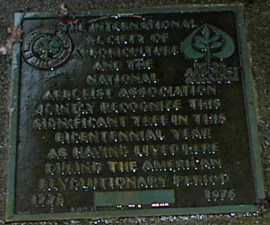 THE INTERNATIONAL
SOCIETY OF
ARBORICULTURE
AND THE
NATIONAL
ARBORIST ASSOCIATION
JOINTLY RECOGNIZE THIS
SIGNIFICANT TREE IN THIS
BICENTENNIAL YEAR
AS HAVING LIVED HERE
DURING THE AMERICAN
REVOLUTIONARY PERIOD
1776 1976